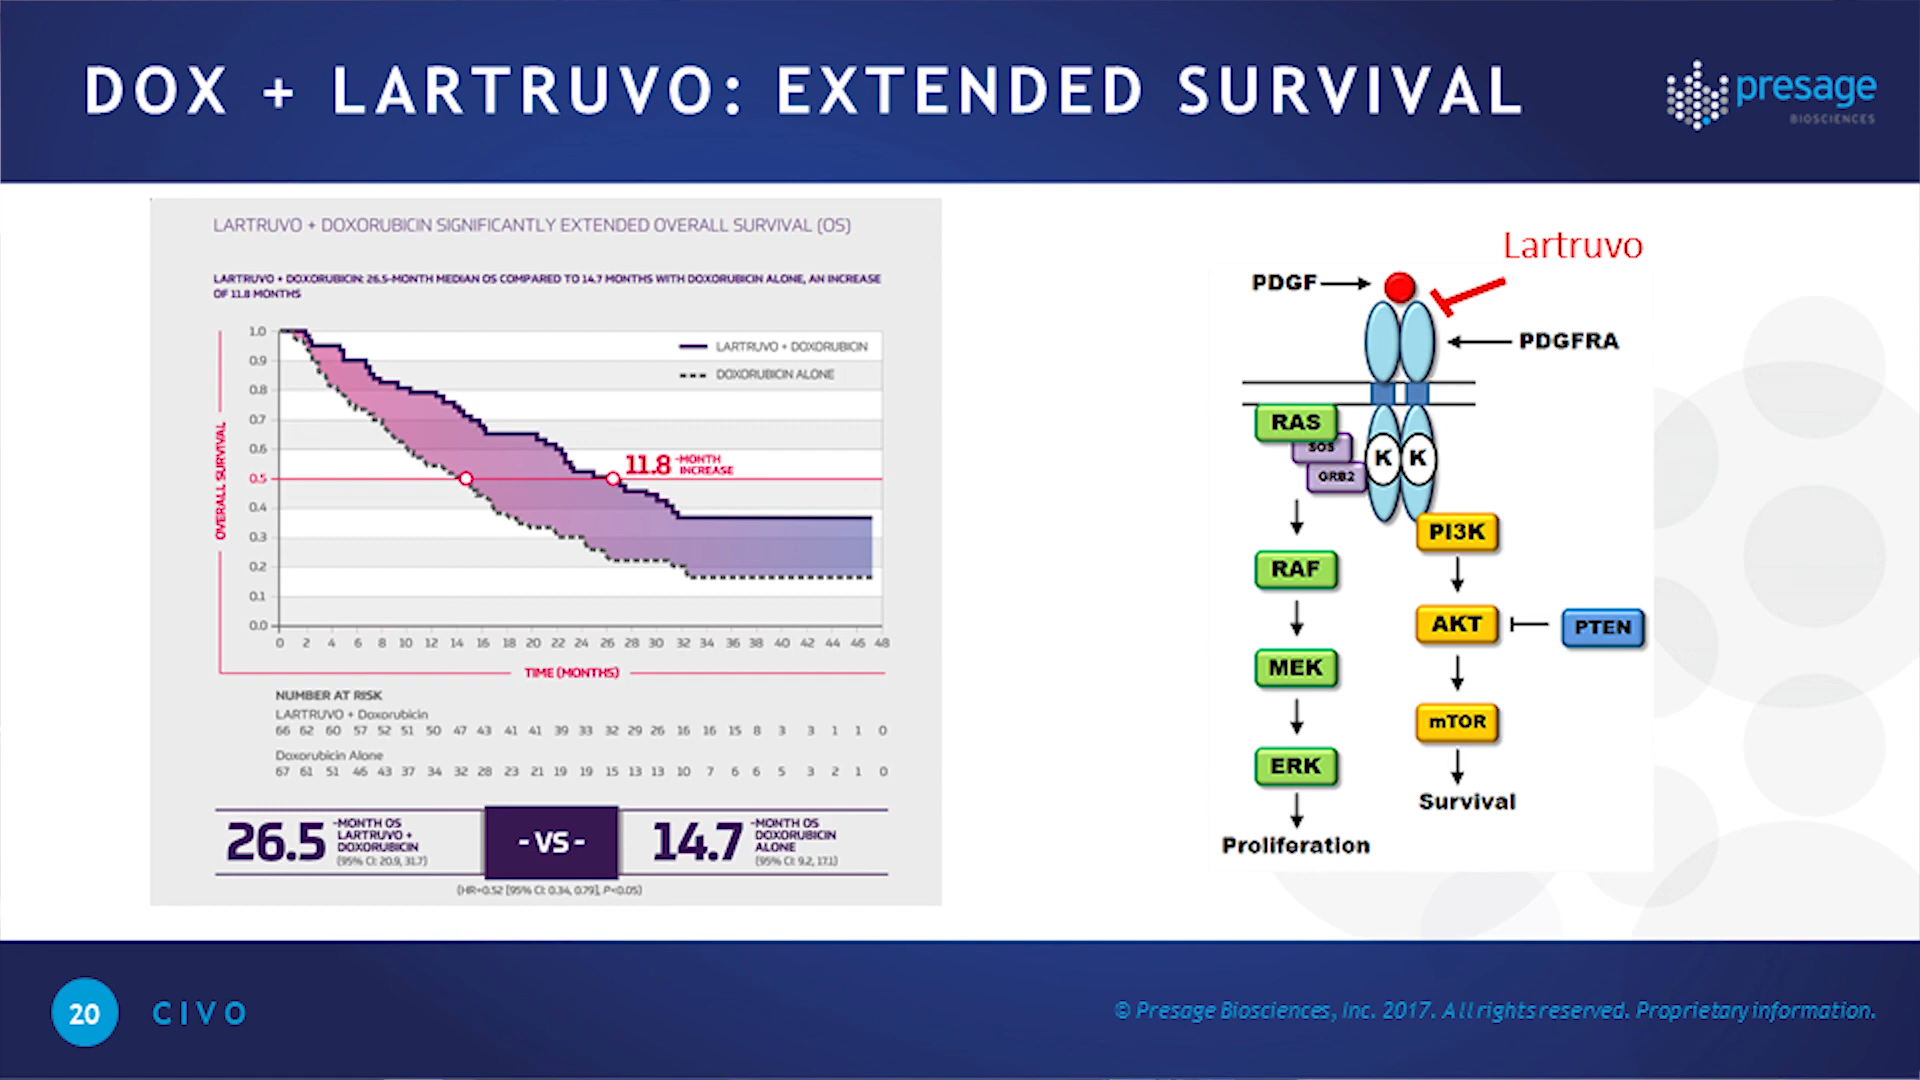 DOX + LARTRUVO: EXTENDED SURVIVAL
presage
BIOSCIENCES
LARTRUVO + DOXORUBICIN SIGNIFICANTLY EXTENDED OVERALL SURVIVAL (OS)
LARTRUVO + DOXORUBICIN: 26.5-MONTH MEDIAN OS COMPARED TO 14.7 MONTHS WITH DOXORUBICIN ALONE, AN INCREASE
OF 11.8 MONTHS
OVERALL SURVIVAL
1.0
0.9
0.8
0.7
0.6
0.5
0.4
0.3
0.2
0.1
0.0
LARTRUVO + DOXORUBICIN
DOXORUBICIN ALONE
11.8 -MONTH
INCREASE
0 2 4 6 8 10 12 14 16 18 20 22 24 26 28 30 32 34 36 38 40 42 44 46 48
TIME (MONTHS)
NUMBER AT RISK
LARTRUVO + Doxorubicin
66 62 60 57 52 51 50 47 43 41 41 39 33 32 29 26 16 16 15 8 3 3 1 1 0
Doxorubicin Alone
67 61 51 46 43 37 34 32 28 23 21 19 19 15 13 13 10 7 6 6 5 3 2 1 0
26.5 -MONTH OS
LARTRUVO +
DOXORUBICIN
(95% CI: 20.9, 31.7)
- VS -
14.7 -MONTH OS
DOXORUBICIN
ALONE
(95% CI: 9.2, 17.1)
(HR=0.52 [95% CI: 0.34, 0.79], P<0.05)
Lartruvo
PDGF
PDGFRA
RAS
SOS
GRB2
K K
PI3K
RAF
AKT
PTEN
MEK
mTOR
ERK
Survival
Proliferation
20 CIVO
© Presage Biosciences, Inc. 2017. All rights reserved. Proprietary information.